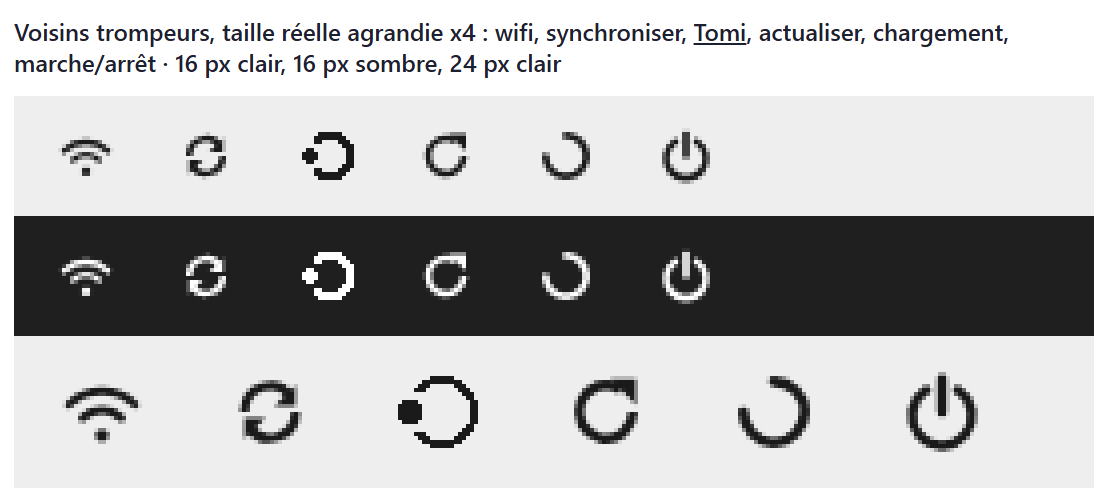 Voisins trompeurs, taille réelle agrandie x4 : wifi, synchroniser, Tomi, actualiser, chargement,
marche/arrêt · 16 px clair, 16 px sombre, 24 px clair